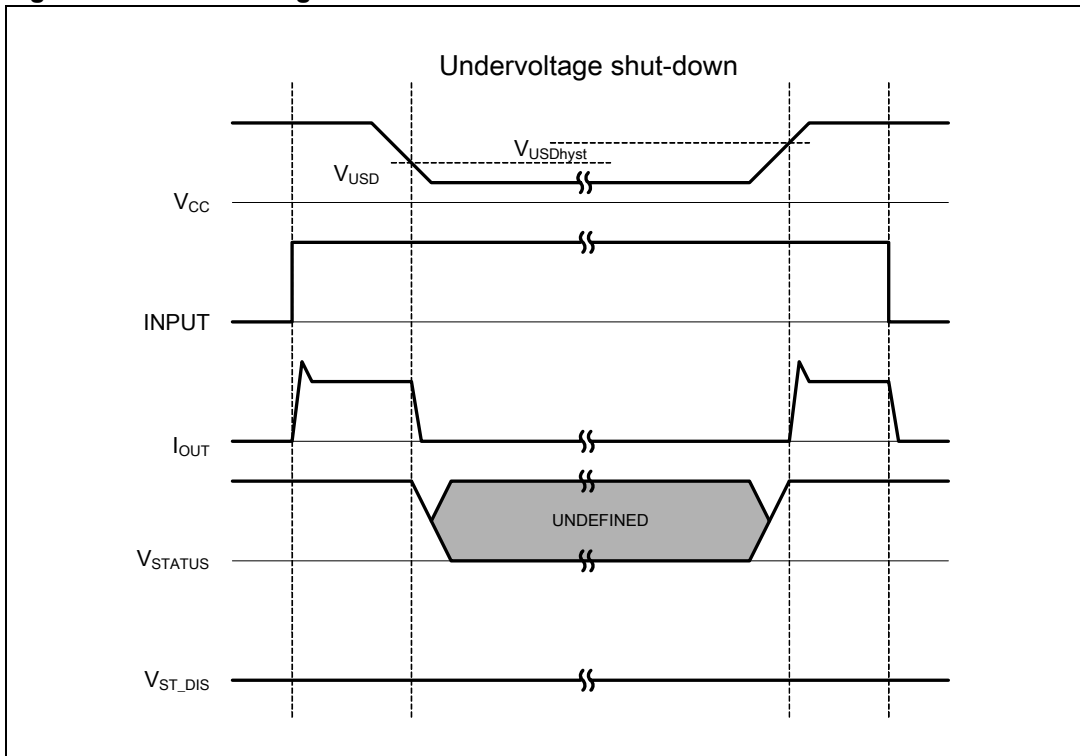 Undervoltage shut-down
VUSDhyst
VUSD
VCC
INPUT
IOUT
UNDEFINED
VSTATUS
VST_DIS